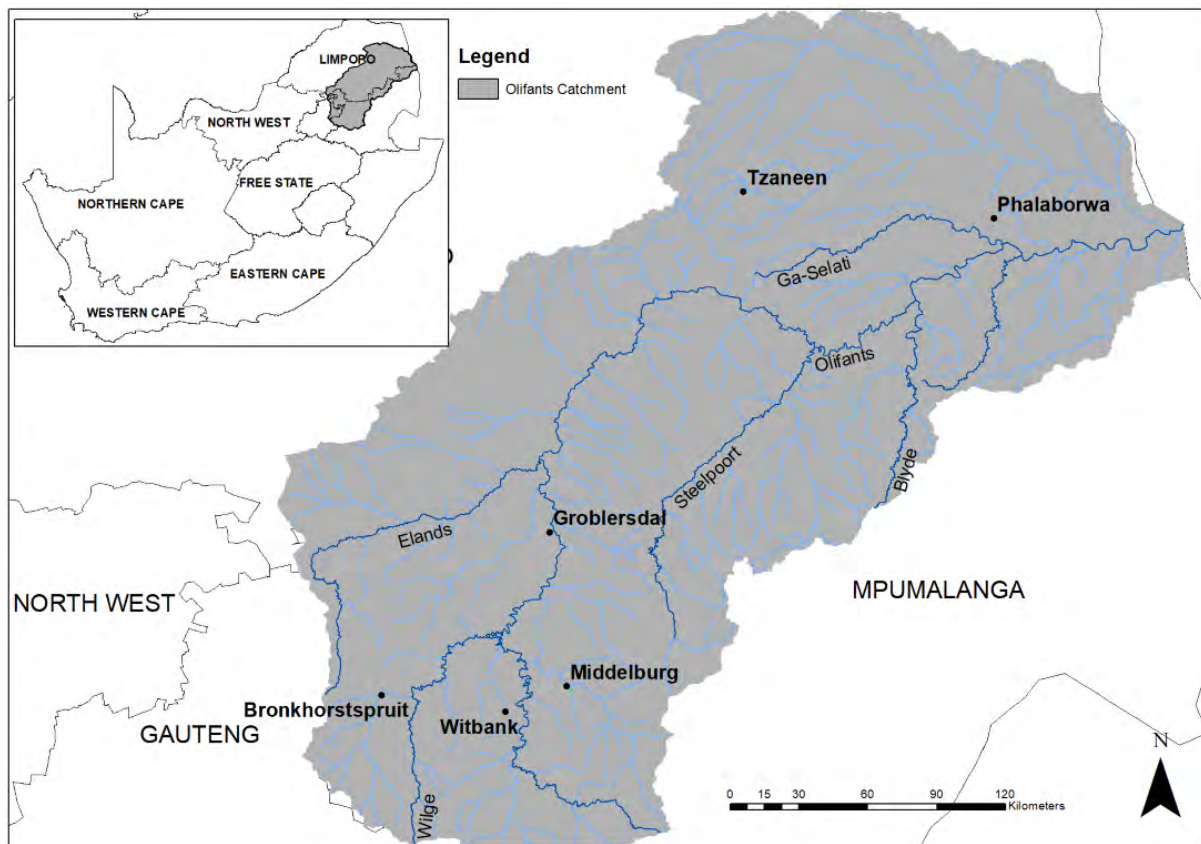 LIMPOPO
NORTH WEST
FREE STATE
NORTHERN CAPE
EASTERN CAPE
WESTERN CAPE
Legend
Olifants Catchment
Tzaneen
Phalaborwa
Ga-Selati
Olifants
Steelpoort
Blyde
Groblersdal
Elands
NORTH WEST
MPUMALANGA
Middelburg
Bronkhorstspruit
Witbank
GAUTENG
Wilge
N
0 15 30 60 90 120
Kilometers